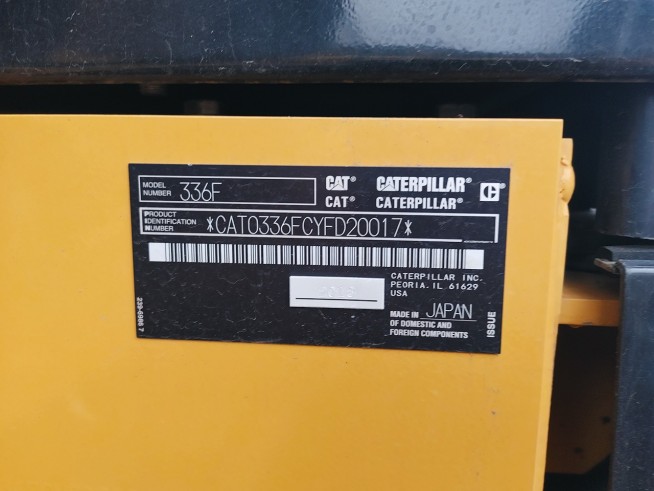 MODEL NUMBER 336F
CAT® CATERPILLAR® C®
CAT® CATERPILLAR®
PRODUCT IDENTIFICATION NUMBER *CAT0336FCYFD20017*
CATERPILLAR INC.
PEORIA. IL 61629
USA
MADE IN JAPAN
OF DOMESTIC AND
FOREIGN COMPONENTS
ISSUE